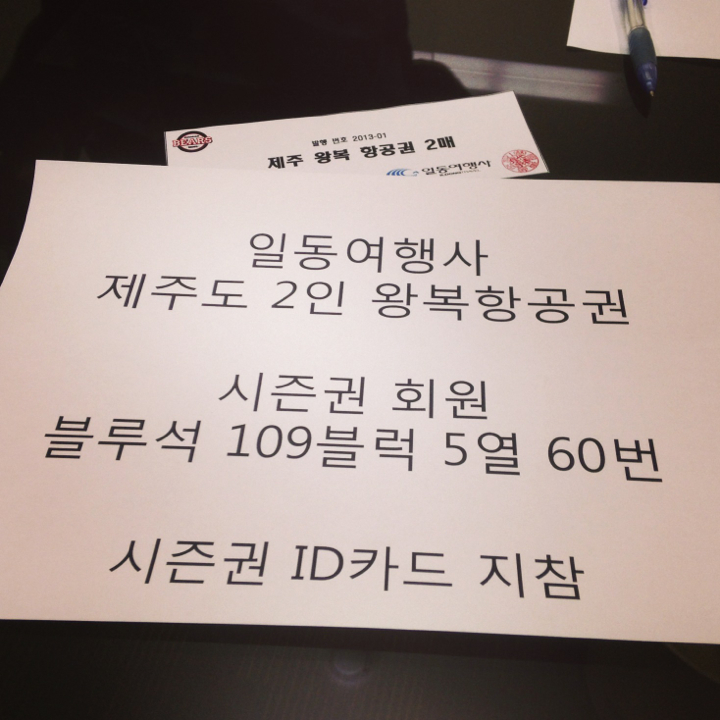 BEARS
발행 번호 2013-01
제주 왕복 항공권 2매
일동여행사
일동여행사
제주도 2인 왕복항공권
시즌권 회원
블루석 109블럭 5열 60번
시즌권 ID카드 지참